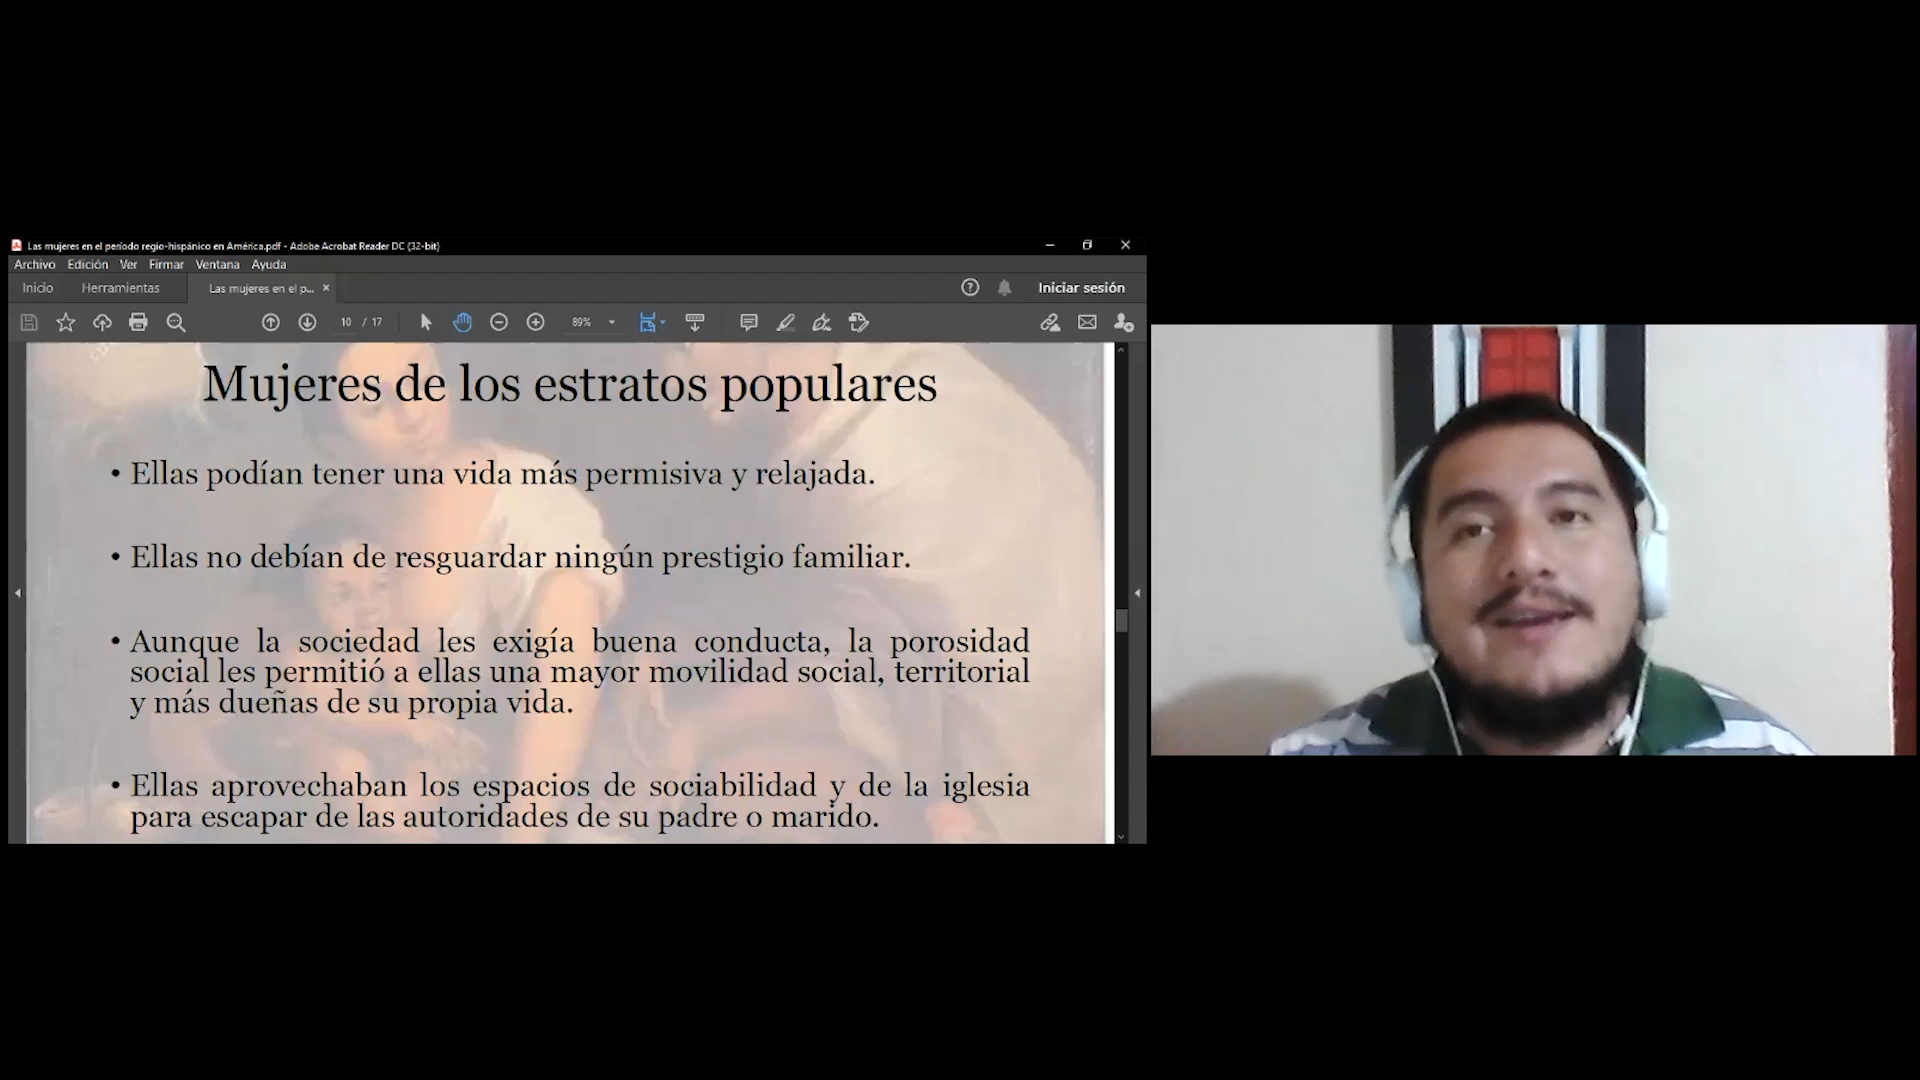 Las mujeres en el período regio-hispánico en América.pdf - Adobe Acrobat Reader DC (32-bit)
Archivo Edición Ver Firmar Ventana Ayuda
Inicio Herramientas Las mujeres en el p... Iniciar sesión
10 / 17 89%
Mujeres de los estratos populares
• Ellas podían tener una vida más permisiva y relajada.
• Ellas no debían de resguardar ningún prestigio familiar.
• Aunque la sociedad les exigía buena conducta, la porosidad
social les permitió a ellas una mayor movilidad social, territorial
y más dueñas de su propia vida.
• Ellas aprovechaban los espacios de sociabilidad y de la iglesia
para escapar de las autoridades de su padre o marido.